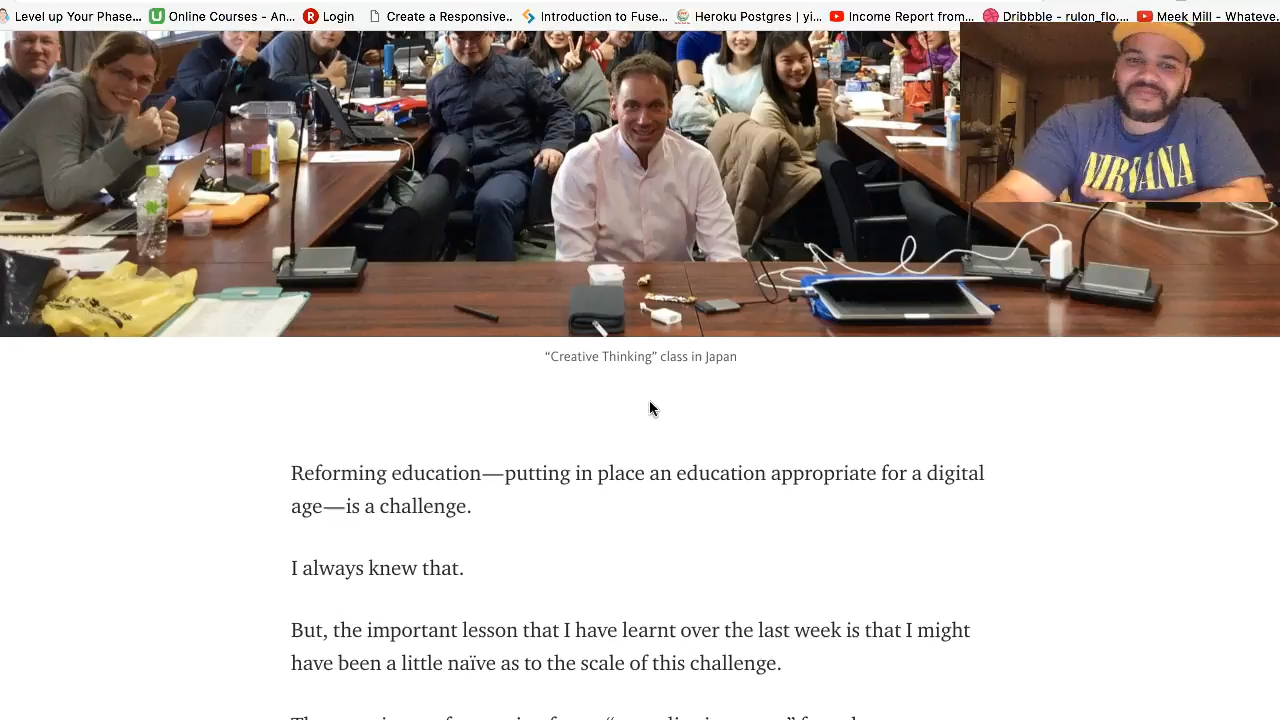 Level up Your Phase... Online Courses - An... Login Create a Responsive... Introduction to Fuse... Heroku Postgres | yi... Income Report from... Dribbble - rulon_flo... Meek Mill - Whateve
NIRVANA
“Creative Thinking” class in Japan
Reforming education—putting in place an education appropriate for a digital
age—is a challenge.
I always knew that.
But, the important lesson that I have learnt over the last week is that I might
have been a little naïve as to the scale of this challenge.